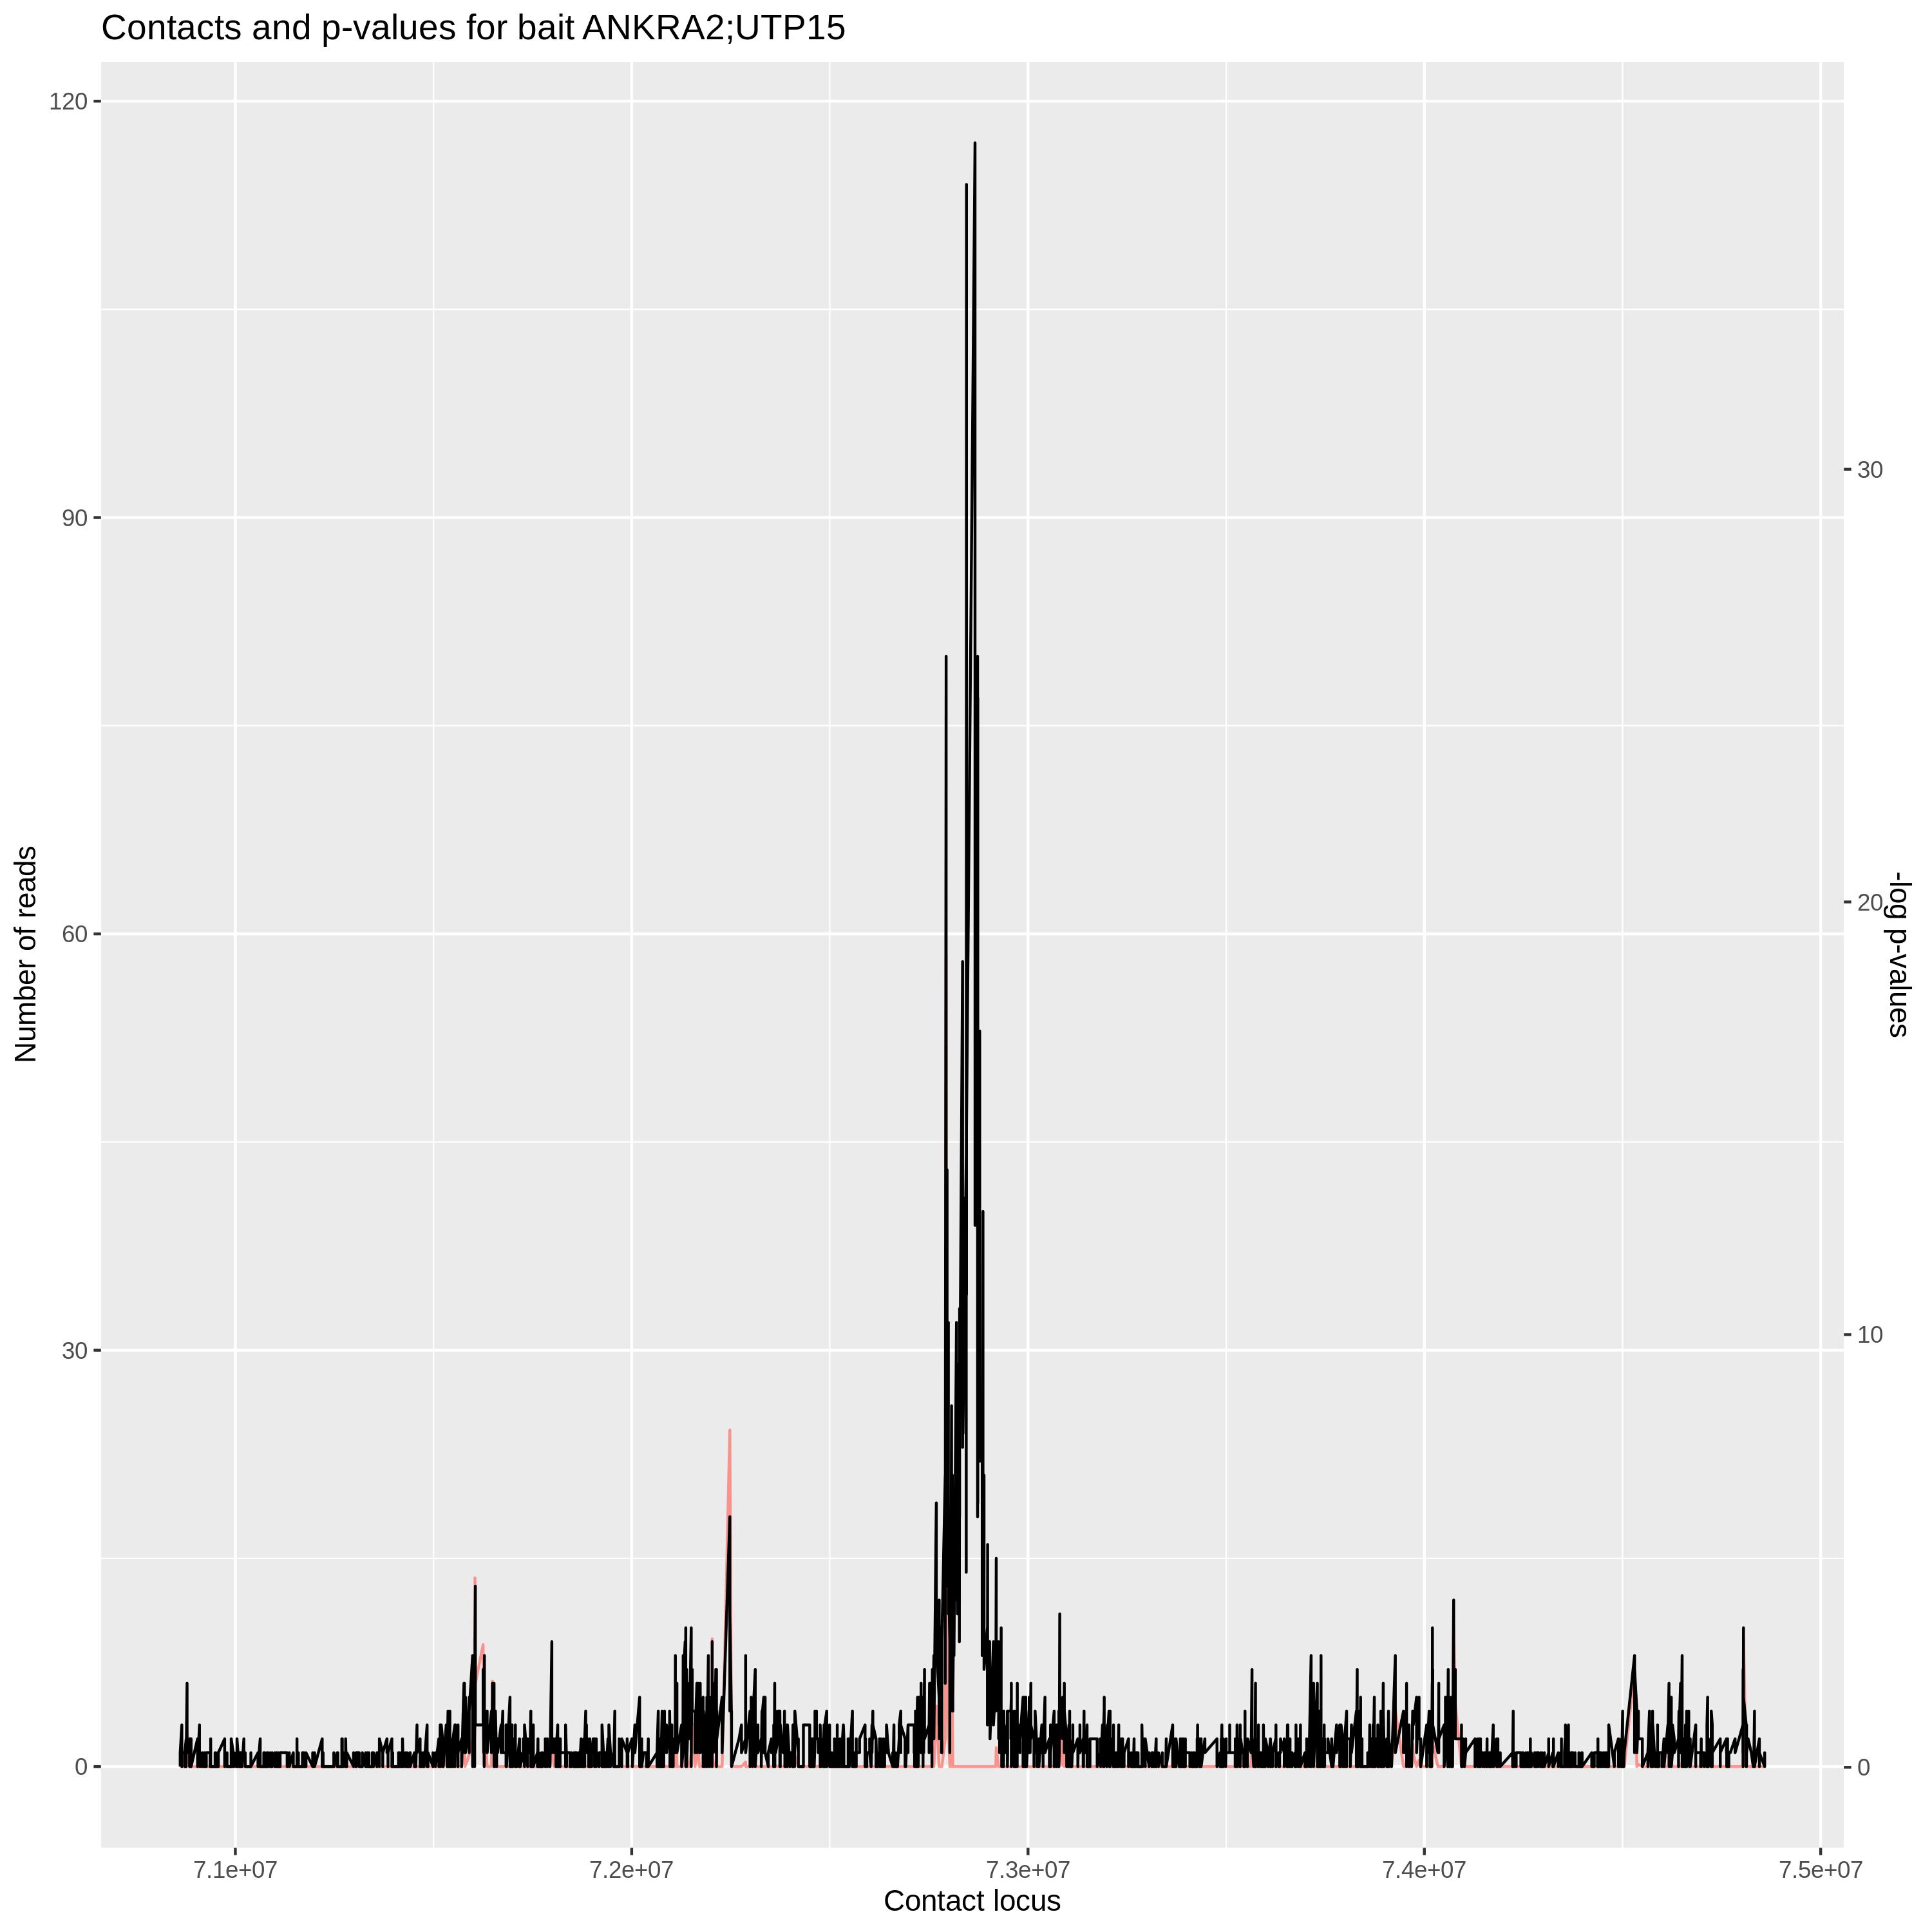 Contacts and p-values for bait ANKRA2;UTP15
120
90
60
30
0
Number of reads
30
20
10
0
-log p-values
7.1e+07
7.2e+07
7.3e+07
7.4e+07
7.5e+07
Contact locus